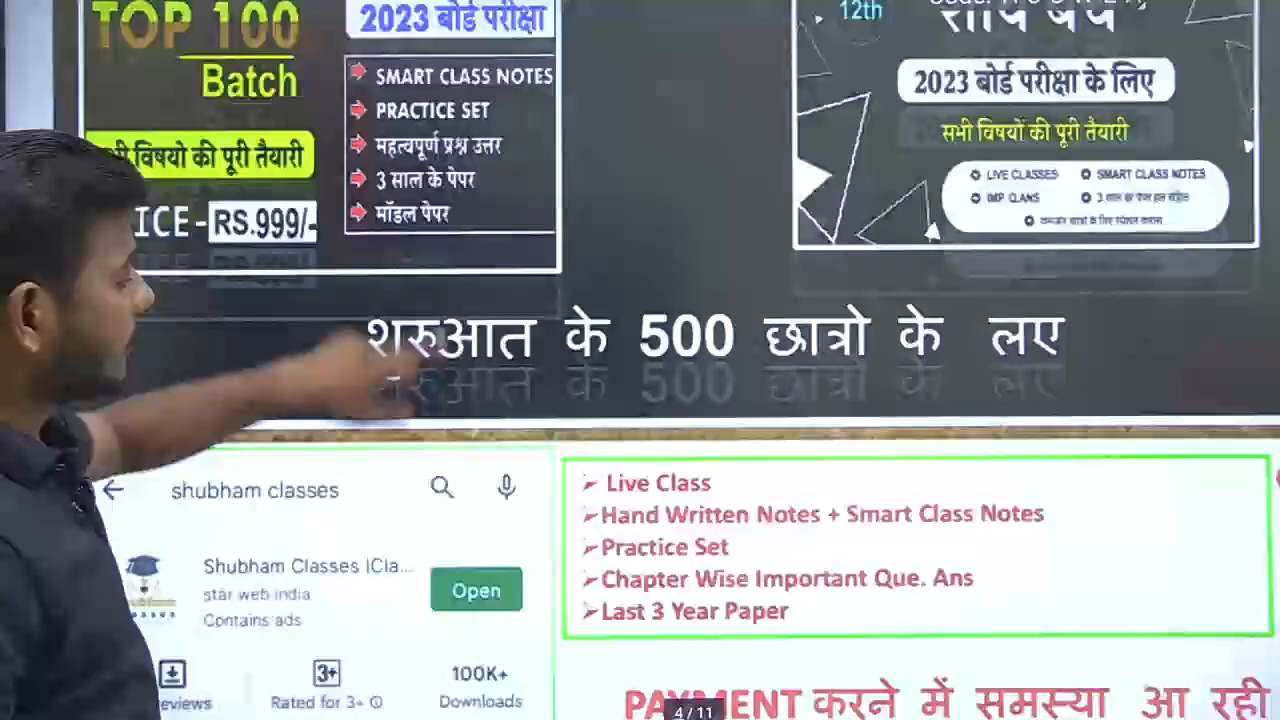 TOP 100
Batch
विषयो की पूरी तैयारी
ICE - RS.999/-
2023 बोर्ड परीक्षा
SMART CLASS NOTES
PRACTICE SET
महत्वपूर्ण प्रश्न उत्तर
3 साल के पेपर
मॉडल पेपर
12th
2023 बोर्ड परीक्षा के लिए
सभी विषयों की पूरी तैयारी
LIVE CLASSES
SMART CLASS NOTES
शरुआत के 500 छात्रो के लए
shubham classes
Shubham Classes ICla...
star web india
Contains ads
Open
eviews
3+
Rated for 3+
100K+
Downloads
➢ Live Class
➢Hand Written Notes + Smart Class Notes
➢Practice Set
➢Chapter Wise Important Que. Ans
➢Last 3 Year Paper
PAYMENT करने में समस्या आ रही
4 / 11